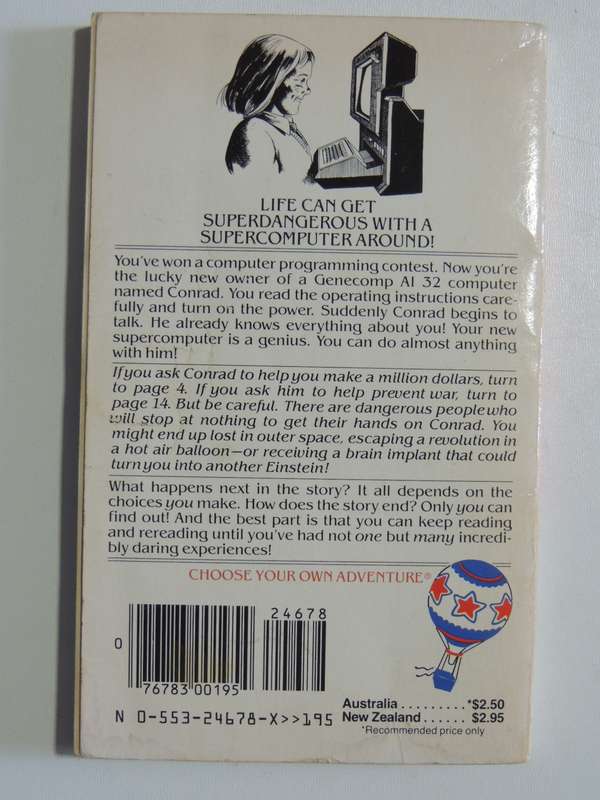 LIFE CAN GET
SUPERDANGEROUS WITH A
SUPERCOMPUTER AROUND!
You've won a computer programming contest. Now you're
the lucky new owner of a Genecomp AI 32 computer
named Conrad. You read the operating instructions care-
fully and turn on the power. Suddenly Conrad begins to
talk. He already knows everything about you! Your new
supercomputer is a genius. You can do almost anything
with him!
If you ask Conrad to help you make a million dollars, turn
to page 4. If you ask him to help prevent war, turn to
page 14. But be careful. There are dangerous people who
will stop at nothing to get their hands on Conrad. You
might end up lost in outer space, escaping a revolution in
a hot air balloon—or receiving a brain implant that could
turn you into another Einstein!
What happens next in the story? It all depends on the
choices you make. How does the story end? Only you can
find out! And the best part is that you can keep reading
and rereading until you've had not one but many incredi-
bly daring experiences!
CHOOSE YOUR OWN ADVENTURE®
24678
0
76783 00195
N 0-553-24678-X>>195
Australia . . . . . . . . . *$2.50
New Zealand . . . . . . $2.95
*Recommended price only